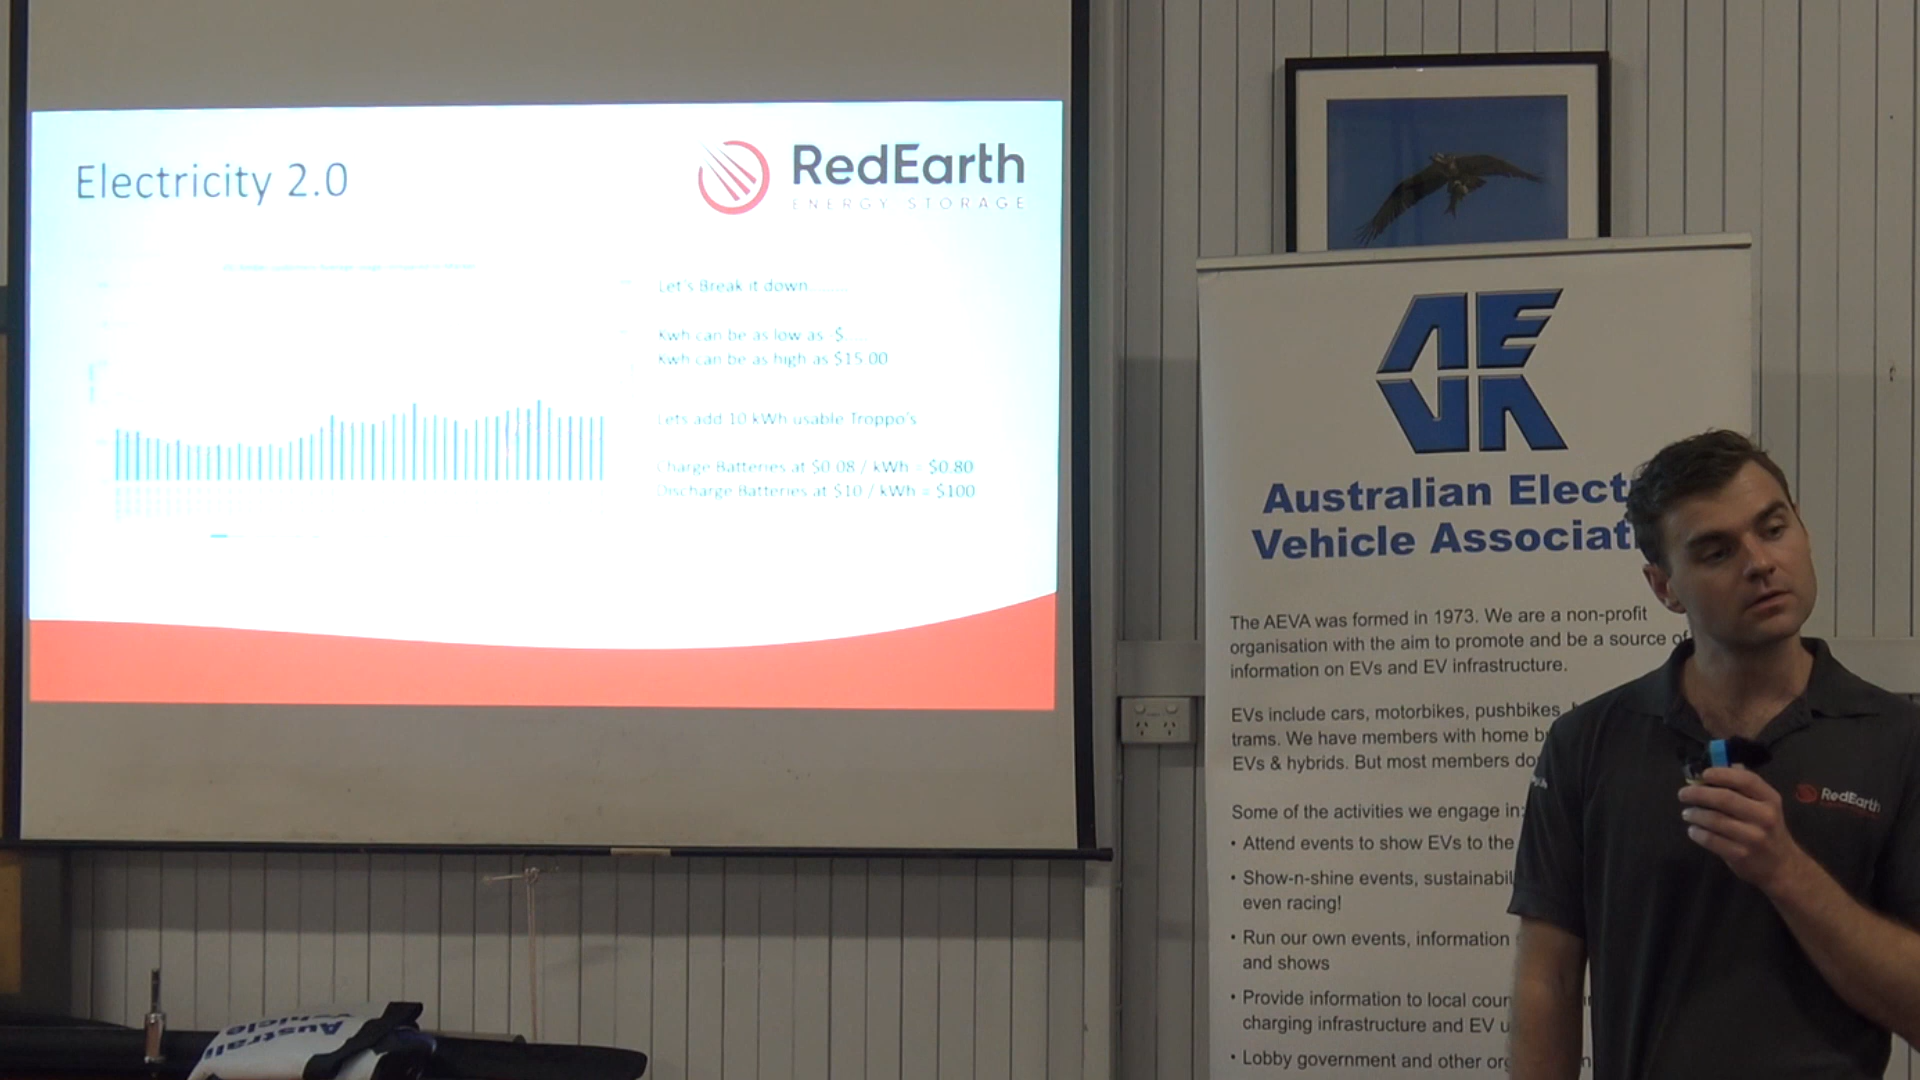 Electricity 2.0
RedEarth
ENERGY STORAGE
Let's Break it down.........
Kwh can be as low as $.....
Kwh can be as high as $15.00
Lets add 10 kWh usable Troppo's
Charge Batteries at $0.08 / kWh = $0.80
Discharge Batteries at $10 / kWh = $100
Australian Elect
Vehicle Associat
The AEVA was formed in 1973. We are a non-profit
organisation with the aim to promote and be a source of
information on EVs and EV infrastructure.
EVs include cars, motorbikes, pushbikes,
trams. We have members with home b
EVs & hybrids. But most members do
Some of the activities we engage in:
• Attend events to show EVs to the
• Show-n-shine events, sustainabil
even racing!
• Run our own events, information
and shows
• Provide information to local coun
charging infrastructure and EV u
• Lobby government and other org
RedEarth
Australi
Vehicle